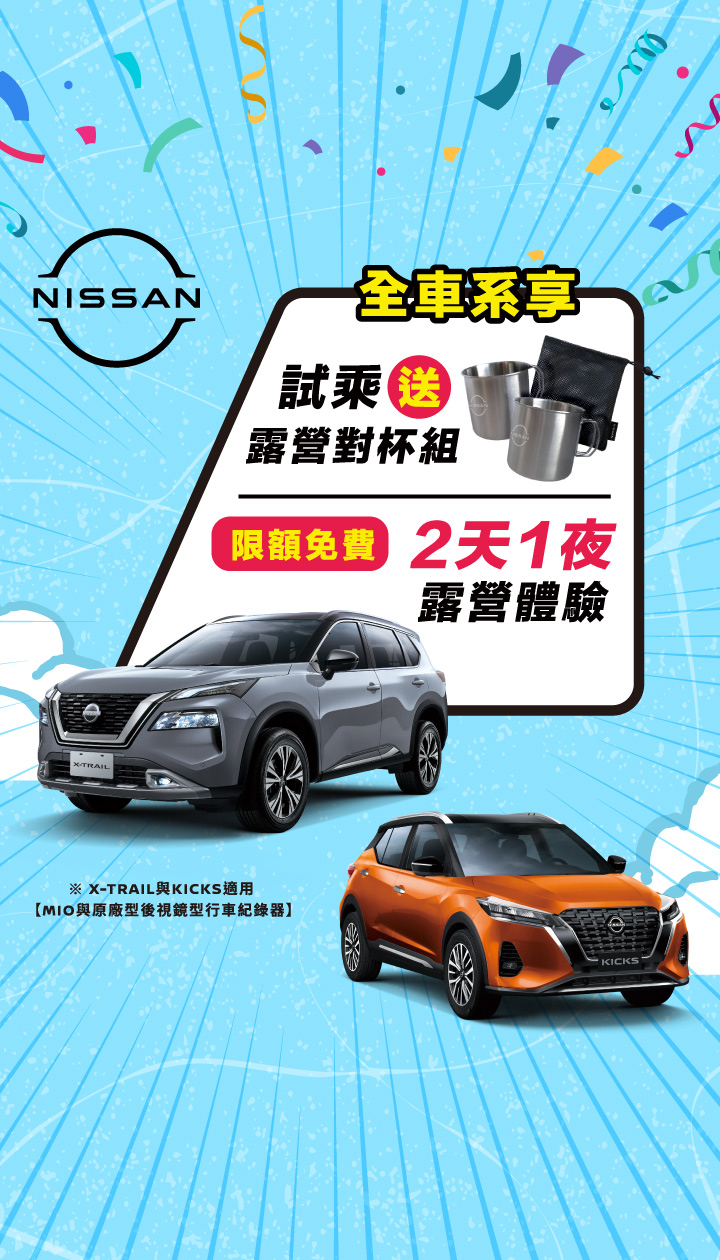 NISSAN
全車系享
試乘送
露營對杯組
限額免費 2天1夜
露營體驗
X-TRAIL
KICKS
※ X-TRAIL與KICKS適用
【MIO與原廠型後視鏡型行車紀錄器】